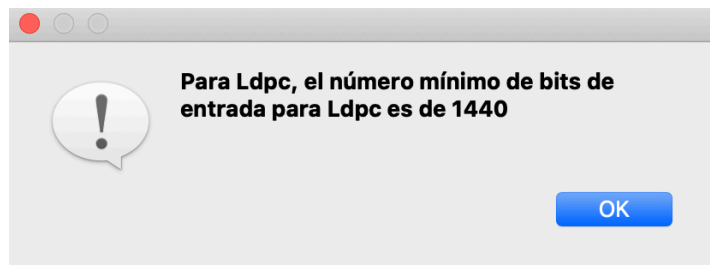 Para Ldpc, el número mínimo de bits de
entrada para Ldpc es de 1440
OK